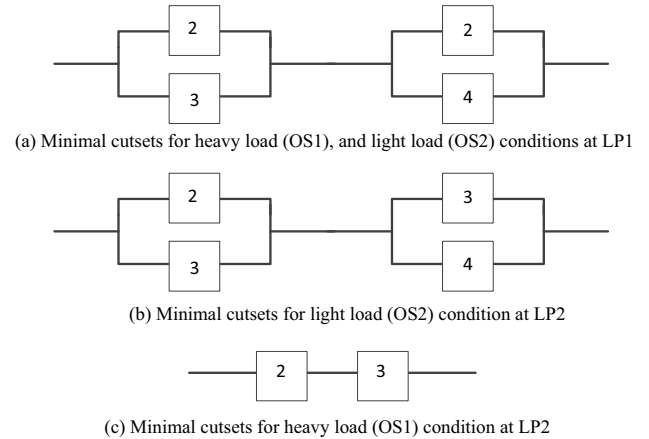 2 2
3 4
(a) Minimal cutsets for heavy load (OS1), and light load (OS2) conditions at LP1
2 3
3 4
(b) Minimal cutsets for light load (OS2) condition at LP2
2 3
(c) Minimal cutsets for heavy load (OS1) condition at LP2